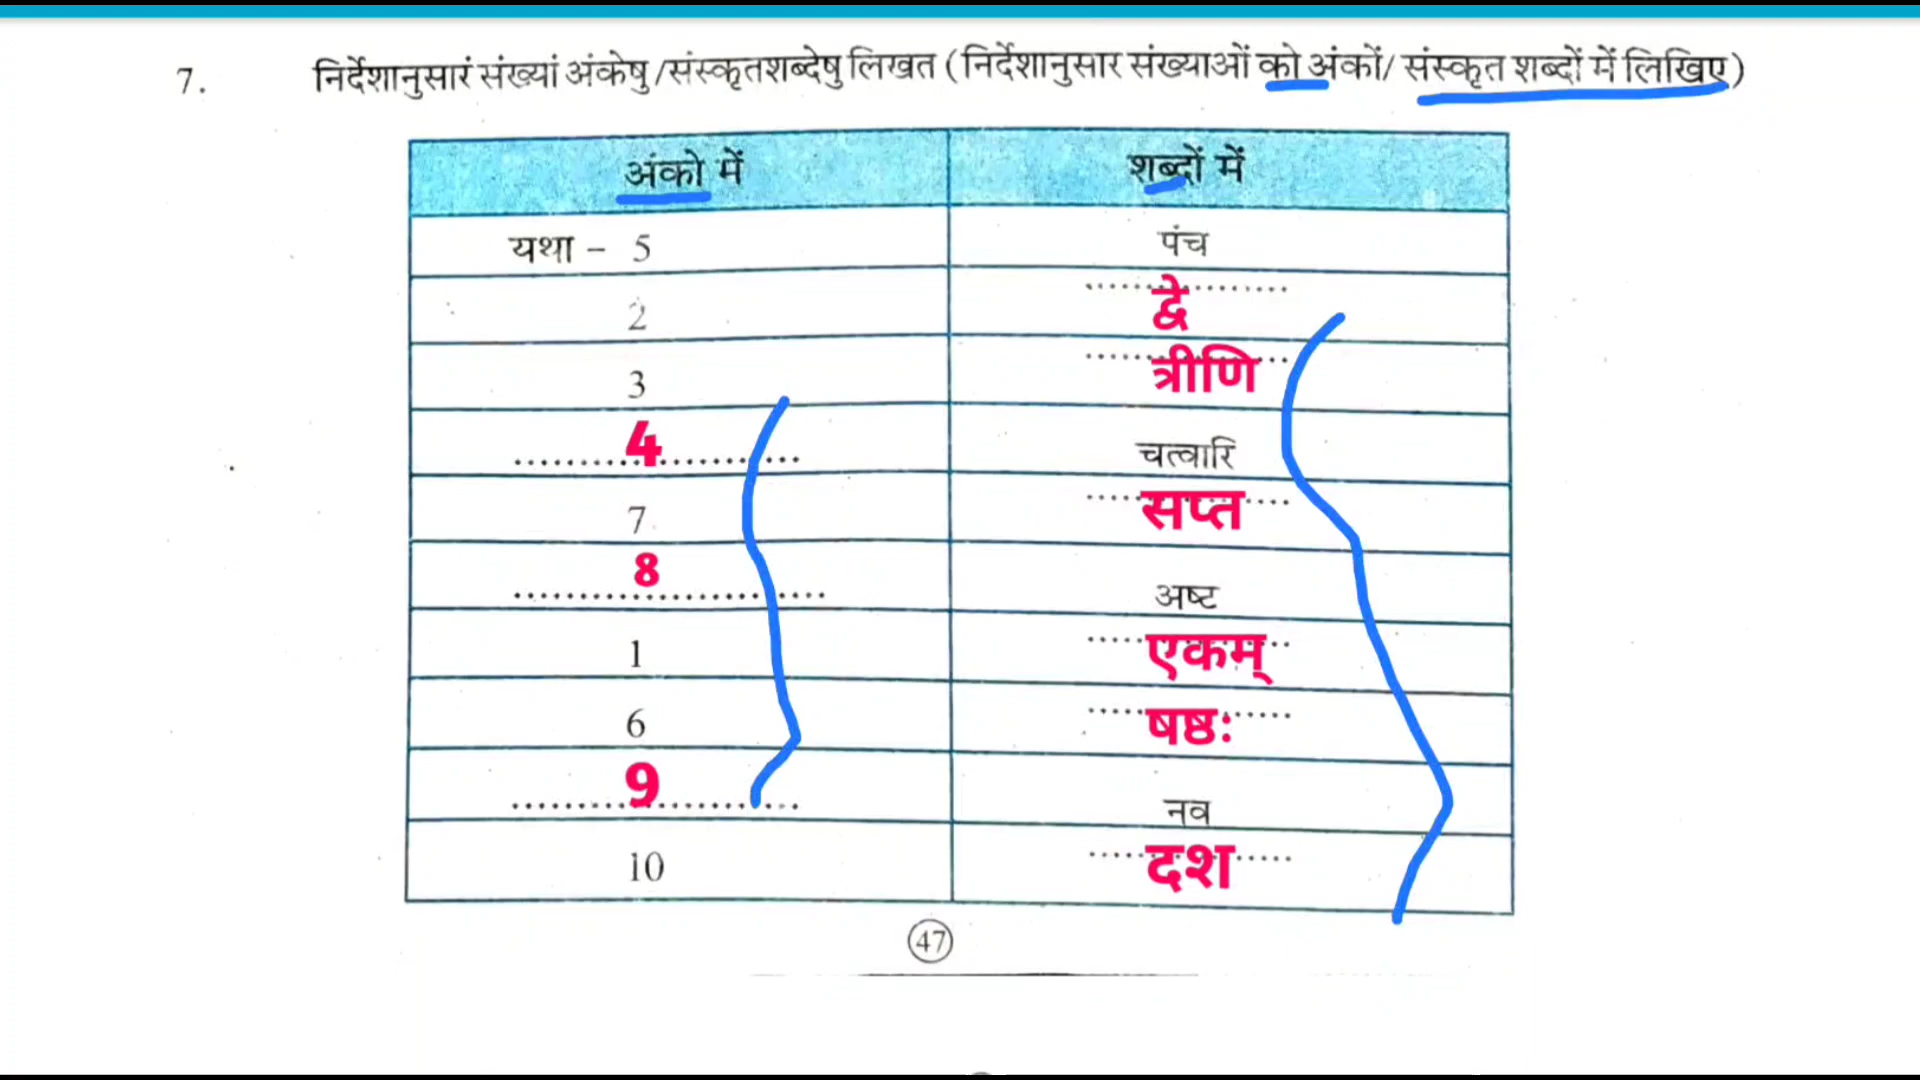 7. निर्देशानुसारं संख्यां अंकेषु /संस्कृतशब्देषु लिखत ( निर्देशानुसार संख्याओं को अंकों/ संस्कृत शब्दों में लिखिए )
अंको में शब्दों में
यथा – 5 पंच
2 द्वे
3 त्रीणि
4 चत्वारि
7 सप्त
8 अष्ट
1 एकम्
6 षष्ठः
9 नव
10 दश
47